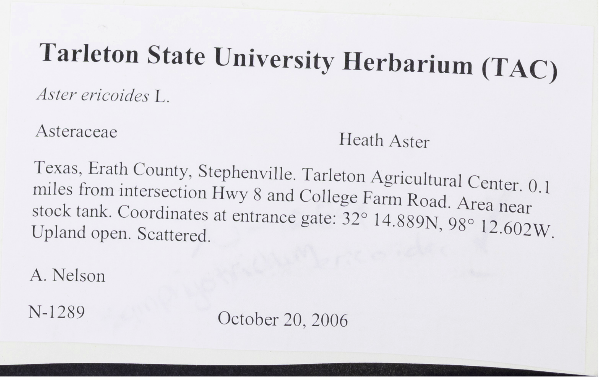 Tarleton State University Herbarium (TAC)
Aster ericoides L.
Asteraceae Heath Aster
Texas, Erath County, Stephenville. Tarleton Agricultural Center. 0.1
miles from intersection Hwy 8 and College Farm Road. Area near
stock tank. Coordinates at entrance gate: 32° 14.889N, 98° 12.602W.
Upland open. Scattered.
A. Nelson
N-1289
October 20, 2006